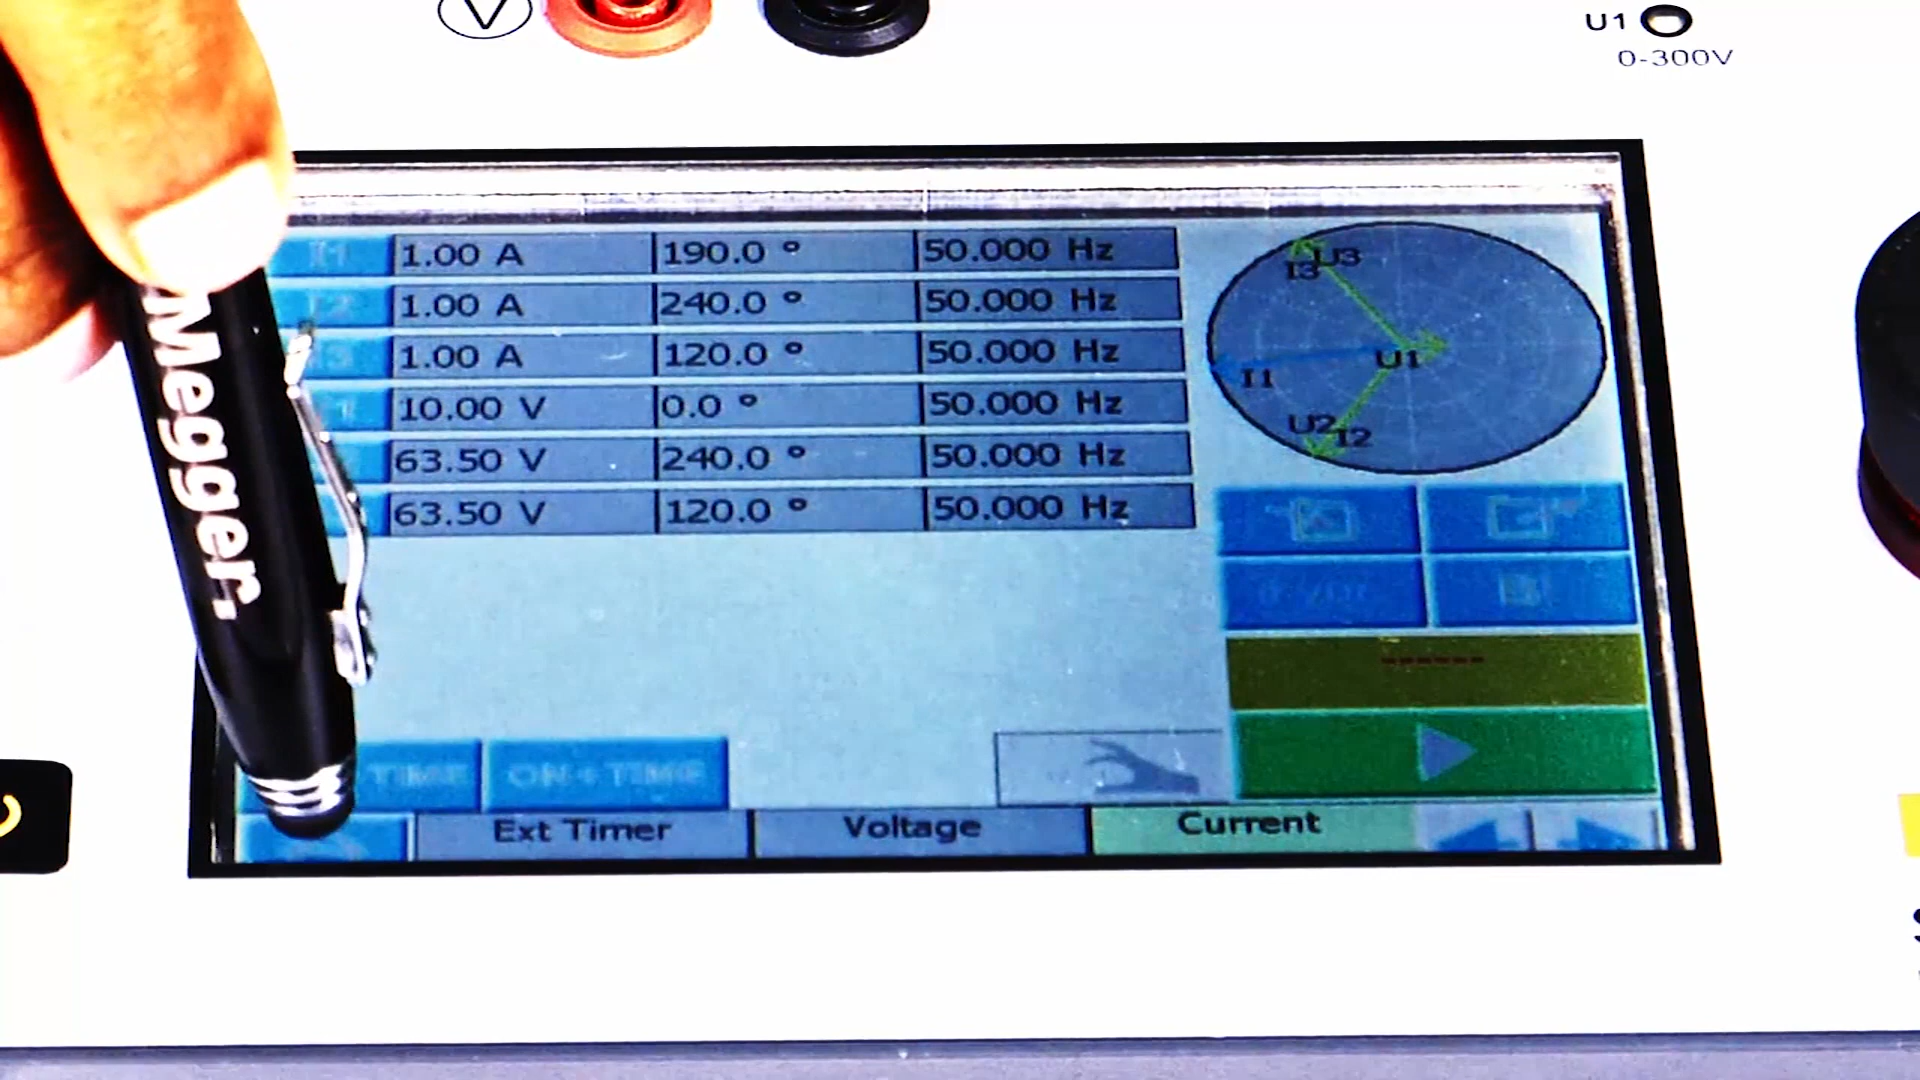 V
U1
0-300V
Megger.
I1 1.00 A 190.0 º 50.000 Hz
1.00 A 240.0 º 50.000 Hz
1.00 A 120.0 º 50.000 Hz
10.00 V 0.0 º 50.000 Hz
63.50 V 240.0 º 50.000 Hz
63.50 V 120.0 º 50.000 Hz
U3
I3
U1
I1
U2
I2
------
TIME
ON+TIME
Ext Timer
Voltage
Current